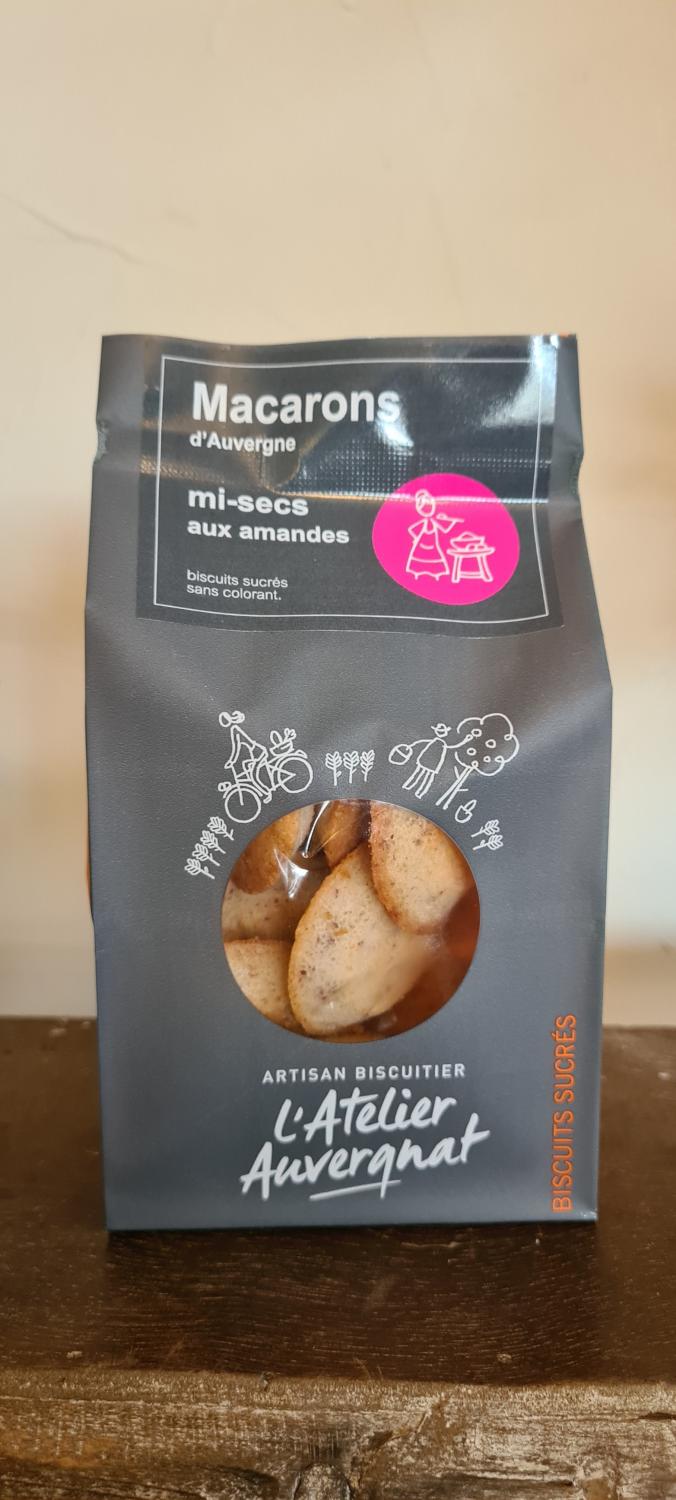 Macarons
d'Auvergne
mi-secs
aux amandes
biscuits sucrés
sans colorant.
ARTISAN BISCUITIER
L'Atelier
Auvergnat
BISCUITS SUCRÉS